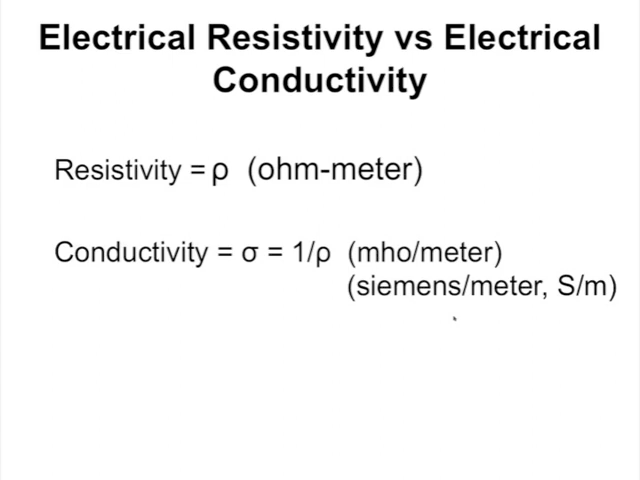 Electrical Resistivity vs Electrical
Conductivity
Resistivity = ρ (ohm-meter)
Conductivity = σ = 1/ρ (mho/meter)
(siemens/meter, S/m)